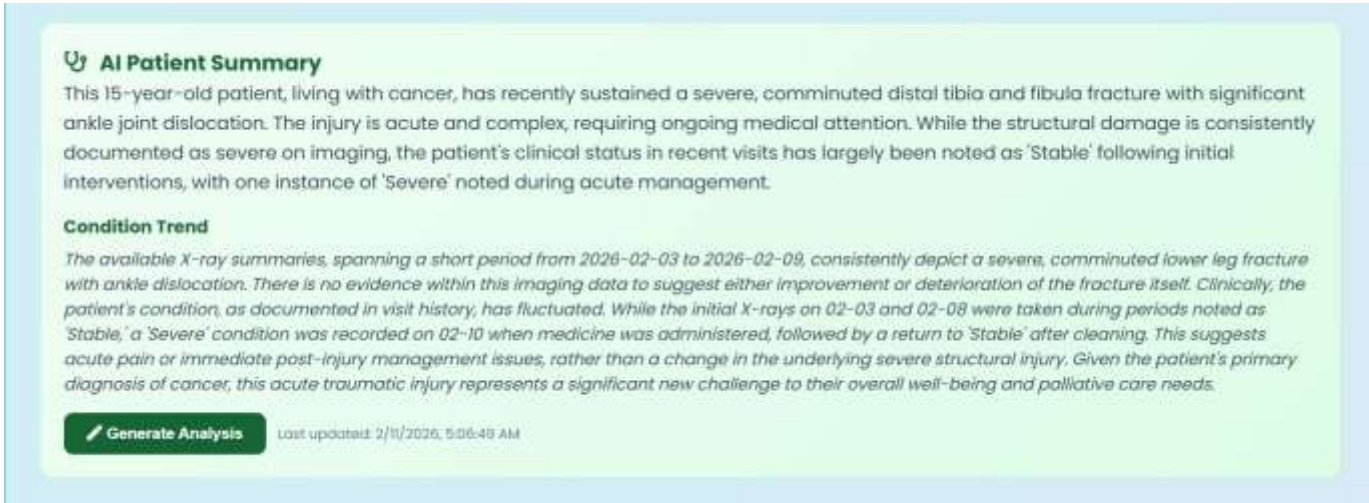 AI Patient Summary
This 15-year-old patient, living with cancer, has recently sustained a severe, comminuted distal tibia and fibula fracture with significant
ankle joint dislocation. The injury is acute and complex, requiring ongoing medical attention. While the structural damage is consistently
documented as severe on imaging, the patient's clinical status in recent visits has largely been noted as 'Stable' following initial
interventions, with one instance of 'Severe' noted during acute management.
Condition Trend
The available X-ray summaries, spanning a short period from 2026-02-03 to 2026-02-09, consistently depict a severe, comminuted lower leg fracture
with ankle dislocation. There is no evidence within this imaging data to suggest either improvement or deterioration of the fracture itself. Clinically, the
patient's condition, as documented in visit history, has fluctuated. While the initial X-rays on 02-03 and 02-08 were taken during periods noted as
'Stable,' a 'Severe' condition was recorded on 02-10 when medicine was administered, followed by a return to 'Stable' after cleaning. This suggests
acute pain or immediate post-injury management issues, rather than a change in the underlying severe structural injury. Given the patient's primary
diagnosis of cancer, this acute traumatic injury represents a significant new challenge to their overall well-being and palliative care needs.
Generate Analysis
Last updated: 2/11/2026, 5:06:49 AM